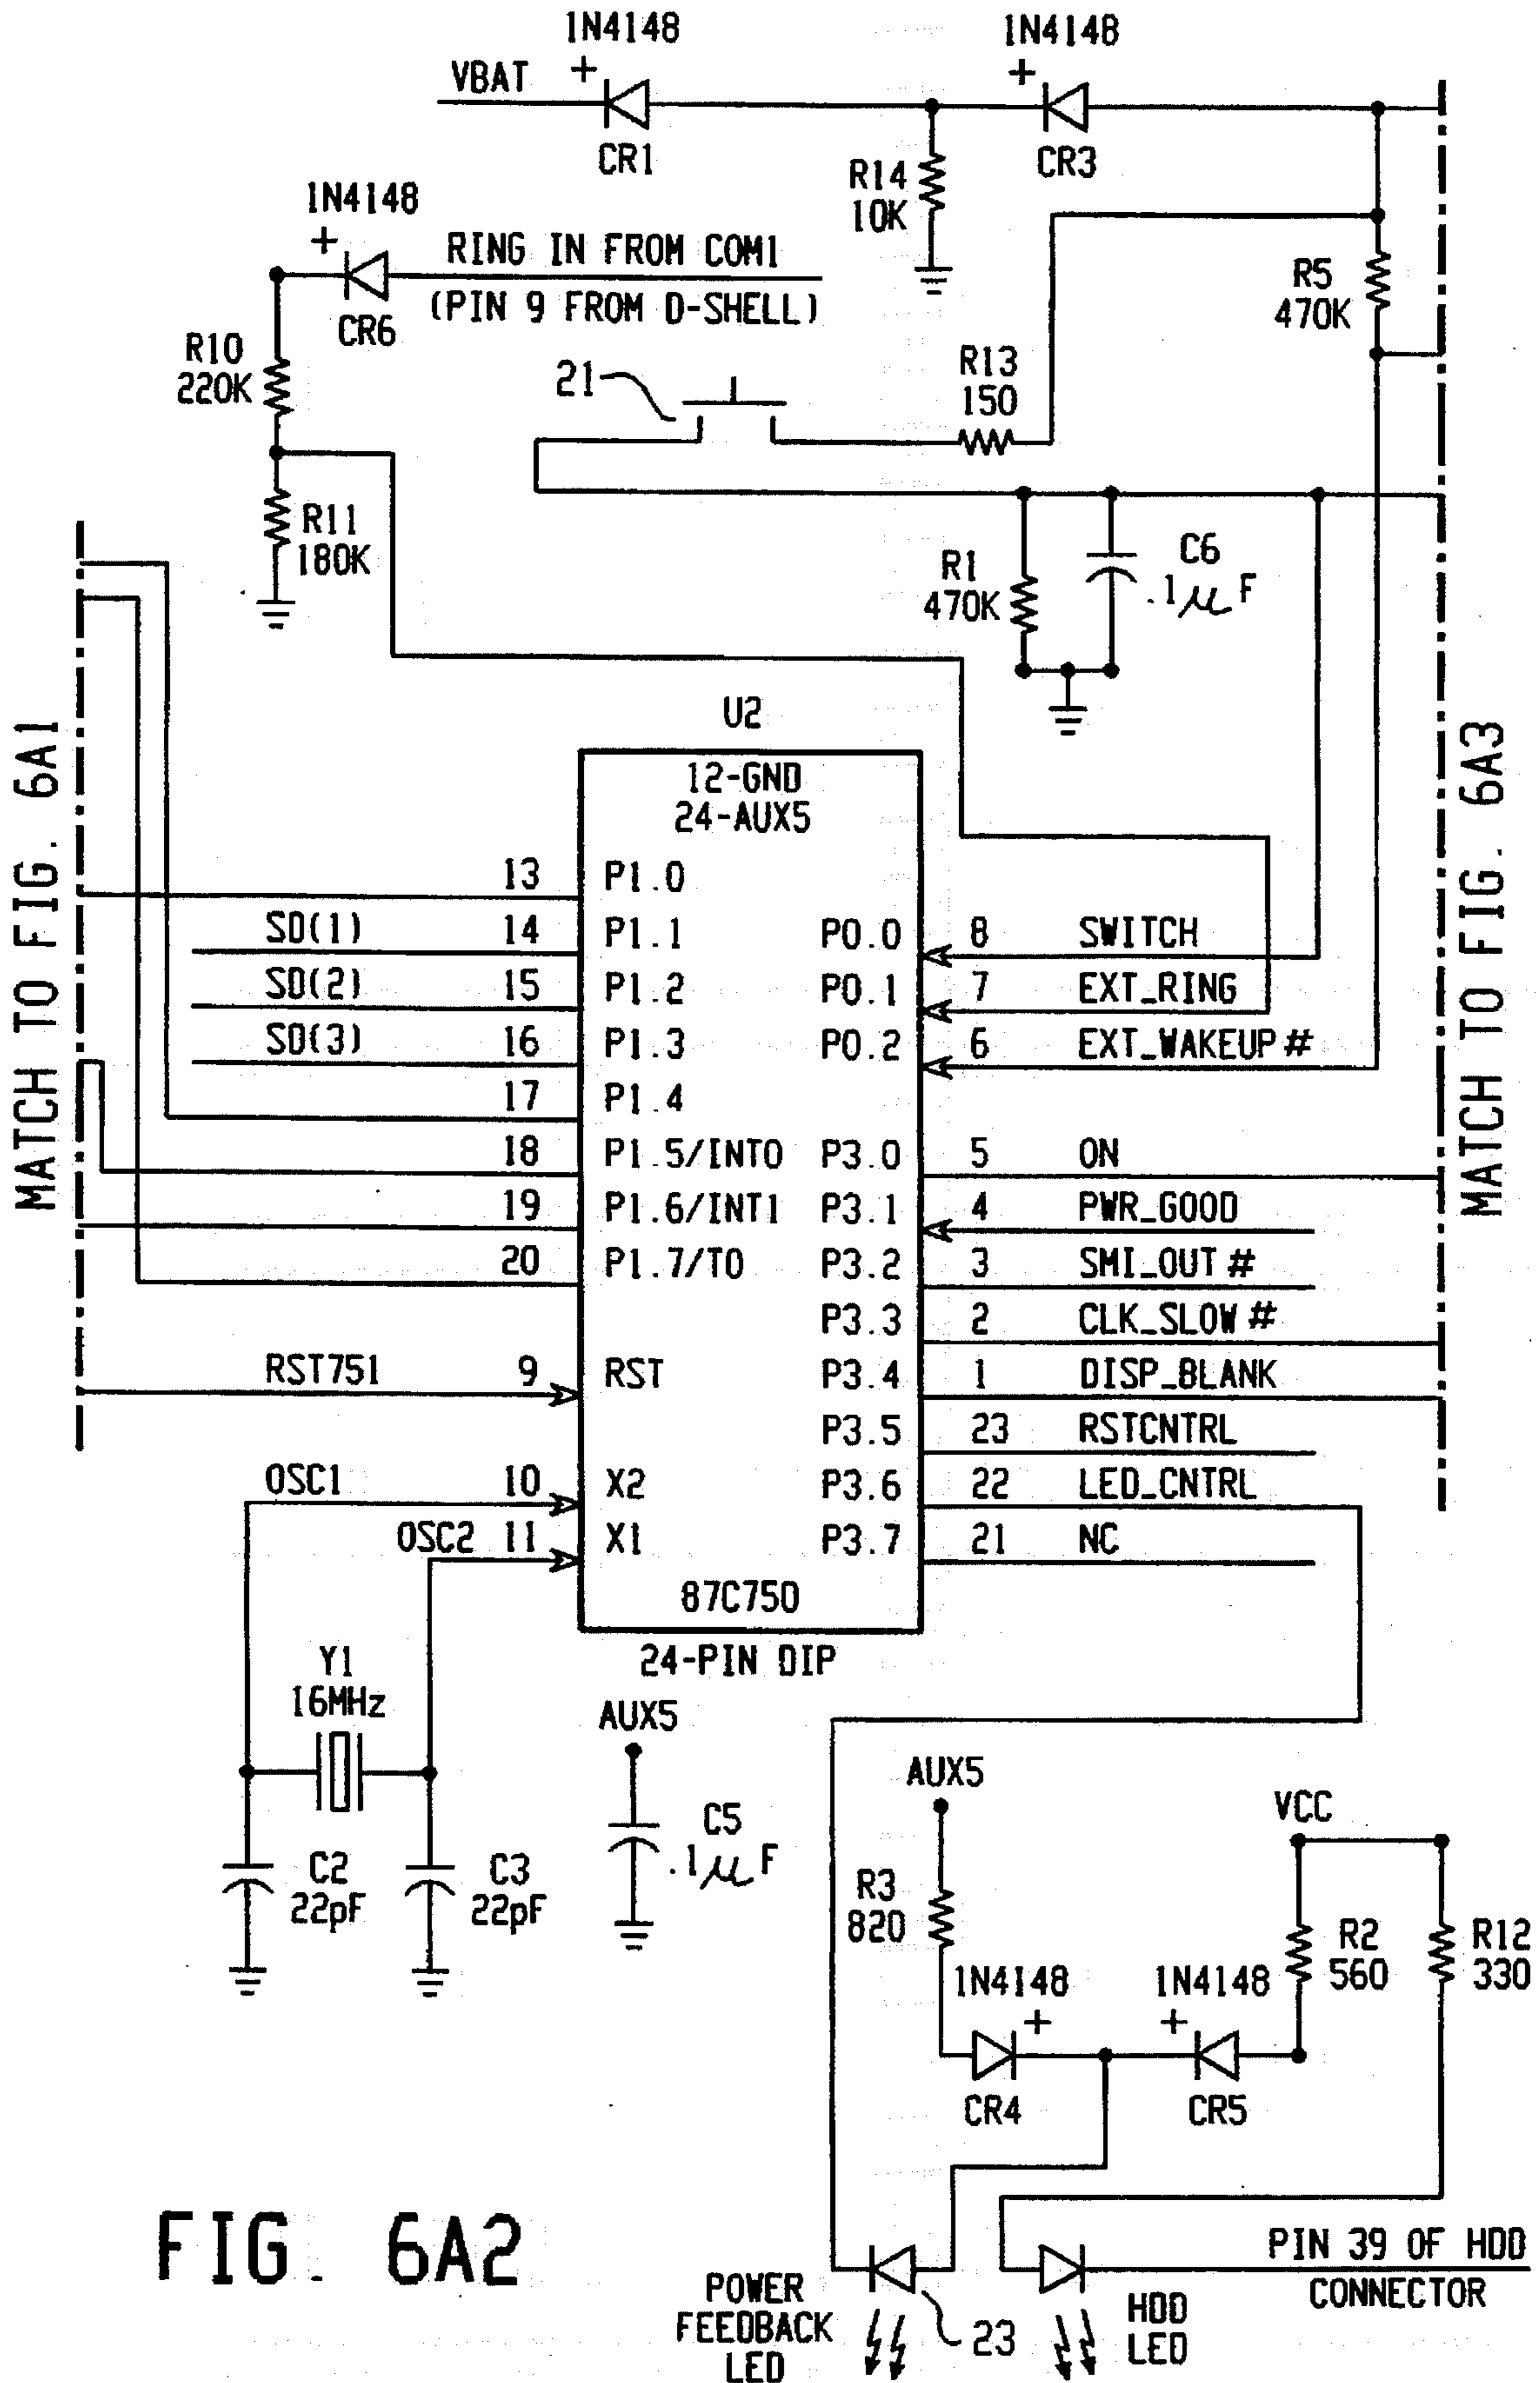 1N4148
1N4148
+
+
VBAT
CR1
CR3
R14
10K
1N4148
+
RING IN FROM COM1
(PIN 9 FROM D-SHELL)
CR6
R5
470K
R10
220K
21
R13
150
R11
180K
R1
470K
C6
.1µF
MATCH TO FIG. 6A1
MATCH TO FIG. 6A3
U2
12-GND
24-AUX5
13 P1.0
SD(1) 14 P1.1 P0.0 8 SWITCH
SD(2) 15 P1.2 P0.1 7 EXT_RING
SD(3) 16 P1.3 P0.2 6 EXT_WAKEUP#
17 P1.4
18 P1.5/INT0 P3.0 5 ON
19 P1.6/INT1 P3.1 4 PWR_GOOD
20 P1.7/T0 P3.2 3 SMI_OUT#
P3.3 2 CLK_SLOW#
RST751 9 RST P3.4 1 DISP_BLANK
P3.5 23 RSTCNTRL
OSC1 10 X2 P3.6 22 LED_CNTRL
OSC2 11 X1 P3.7 21 NC
87C750
24-PIN DIP
Y1
16MHz
AUX5
C5
.1µF
C2
22pF
C3
22pF
AUX5
VCC
R3
820
R2
560
R12
330
1N4148
+
1N4148
+
CR4
CR5
FIG. 6A2
POWER
FEEDBACK
LED
23
HDD
LED
PIN 39 OF HDD
CONNECTOR